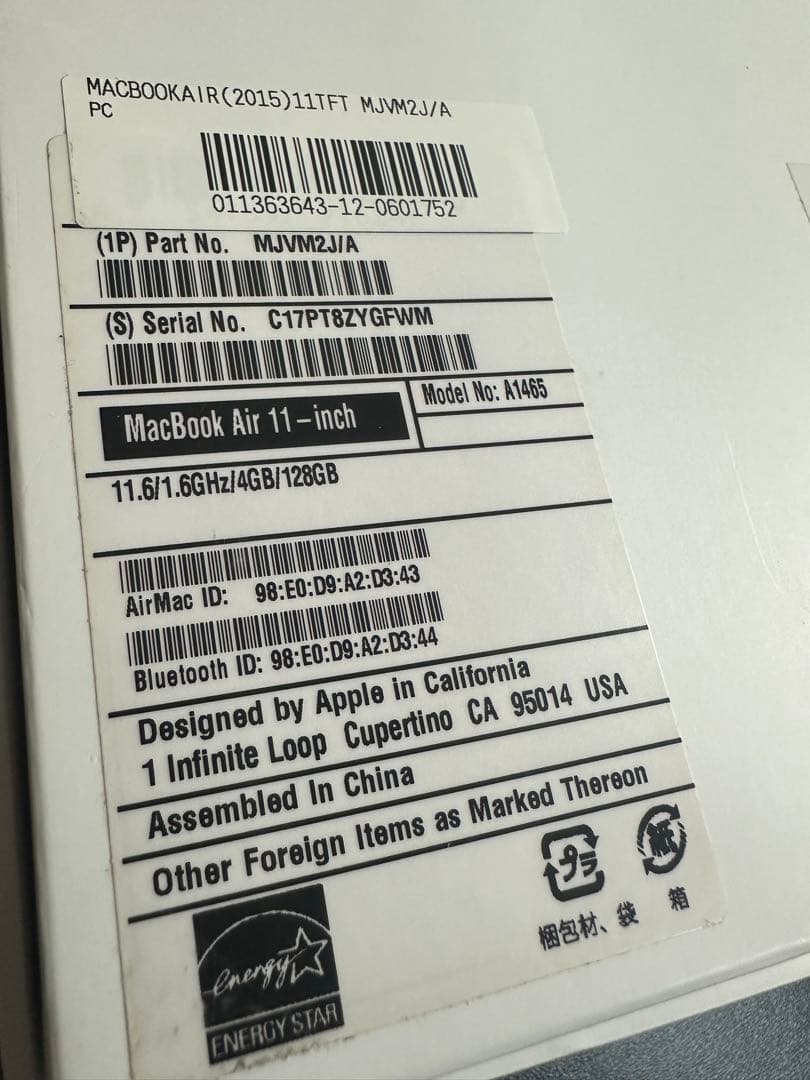 MACBOOKAIR(2015)11TFT MJVM2J/A
PC
011363643-12-0601752
(1P) Part No. MJVM2J/A
(S) Serial No. C17PT8ZYGFWM
MacBook Air 11-inch
Model No: A1465
11.6/1.6GHz/4GB/128GB
AirMac ID: 98:E0:D9:A2:D3:43
Bluetooth ID: 98:E0:D9:A2:D3:44
Designed by Apple in California
1 Infinite Loop Cupertino CA 95014 USA
Assembled In China
Other Foreign Items as Marked Thereon
プラ 紙
梱包材、袋 箱
energy
ENERGY STAR